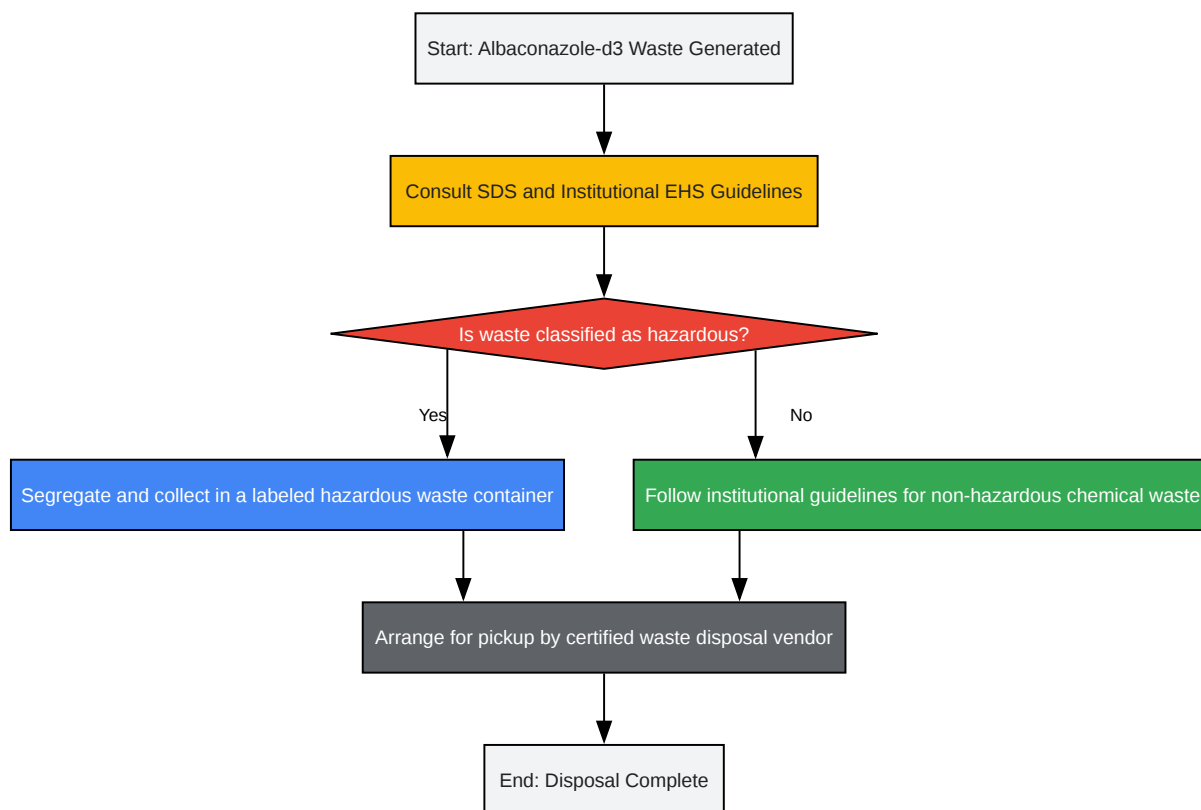 Start: Albaconazole-d3 Waste Generated
Consult SDS and Institutional EHS Guidelines
Is waste classified as hazardous?
Yes
No
Segregate and collect in a labeled hazardous waste container
Follow institutional guidelines for non-hazardous chemical waste
Arrange for pickup by certified waste disposal vendor
End: Disposal Complete